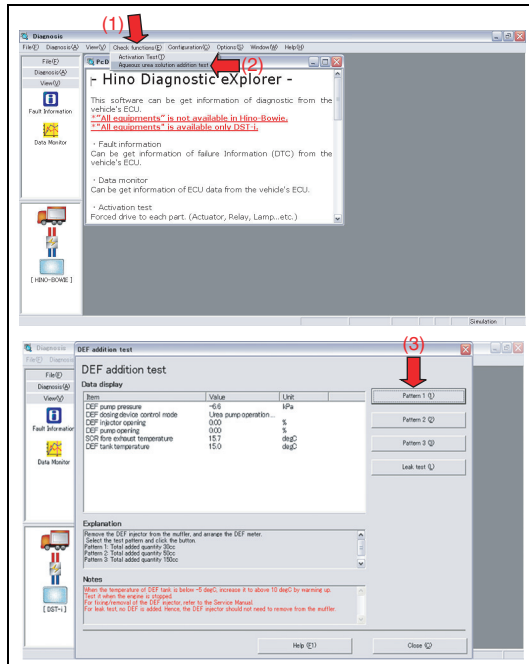 (1)
Diagnosis
File(F) Diagnosis(A) View(V) Check functions(E) Configuration(C) Options(O) Window(W) Help(H)
Activation Test(T)
Aqueous urea solution addition test
(2)
File(F)
Diagnosis(A)
View(V)
Fault Information
Data Monitor
[ HINO-BOWIE ]
- Hino Diagnostic eXplorer -
This software can get information of diagnostic from the
vehicle's ECU.
*"All equipments" is not available in Hino-Bowie.
*"All equipments" is available only DST-i.
· Fault information
Can be get information of failure Information (DTC) from the
vehicle's ECU.
· Data monitor
Can be get information of ECU data from the vehicle's ECU.
· Activation test
Forced drive to each part. (Actuator, Relay, Lamp...etc.)
Simulation
(3)
Diagnosis
File(F) Diagnosis
File(F)
Diagnosis(A)
View(V)
Fault Information
Data Monitor
[ DST-i ]
DEF addition test
DEF addition test
Data display
Item Value Unit
DEF pump pressure -6.6 kPa
DEF dosing device control mode Urea pump operation...
DEF injector opening 0.00 %
DEF pump opening 0.00 %
SCR fore exhaust temperature 15.7 degC
DEF tank temperature 15.0 degC
Pattern 1 (1)
Pattern 2 (2)
Pattern 3 (3)
Leak test (L)
Explanation
Remove the DEF injector from the muffler, and arrange the DEF meter.
Select the test pattern and click the button.
Pattern 1: Total added quantity 30cc
Pattern 2: Total added quantity 50cc
Pattern 3: Total added quantity 150cc
Notes
When the temperature of DEF tank is below -5 degC, increase it to above 10 degC by warming up.
Test it when the engine is stopped.
For fixing/removal of the DEF injector, refer to the Service Manual.
For leak test, no DEF is added. Hence, the DEF injector should not need to remove from the muffler.
Help (F1)
Close (C)